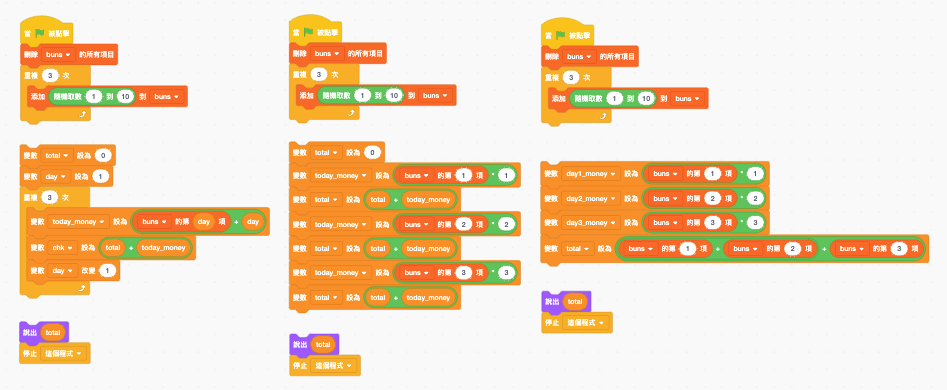 當 被點擊
刪除 buns 的所有項目
重複 3 次
添加 隨機取數 1 到 10 到 buns
變數 total 設為 0
變數 day 設為 1
重複 3 次
變數 today_money 設為 buns 的第 day 項 + day
變數 chk 設為 total + today_money
變數 day 改變 1
說出 total
停止 這個程式
當 被點擊
刪除 buns 的所有項目
重複 3 次
添加 隨機取數 1 到 10 到 buns
變數 total 設為 0
變數 today_money 設為 buns 的第 1 項 * 1
變數 total 設為 total + today_money
變數 today_money 設為 buns 的第 2 項 * 2
變數 total 設為 total + today_money
變數 today_money 設為 buns 的第 3 項 * 3
變數 total 設為 total + today_money
說出 total
停止 這個程式
當 被點擊
刪除 buns 的所有項目
重複 3 次
添加 隨機取數 1 到 10 到 buns
變數 day1_money 設為 buns 的第 1 項 * 1
變數 day2_money 設為 buns 的第 2 項 * 2
變數 day3_money 設為 buns 的第 3 項 * 3
變數 total 設為 buns 的第 1 項 + buns 的第 2 項 + buns 的第 3 項
說出 total
停止 這個程式